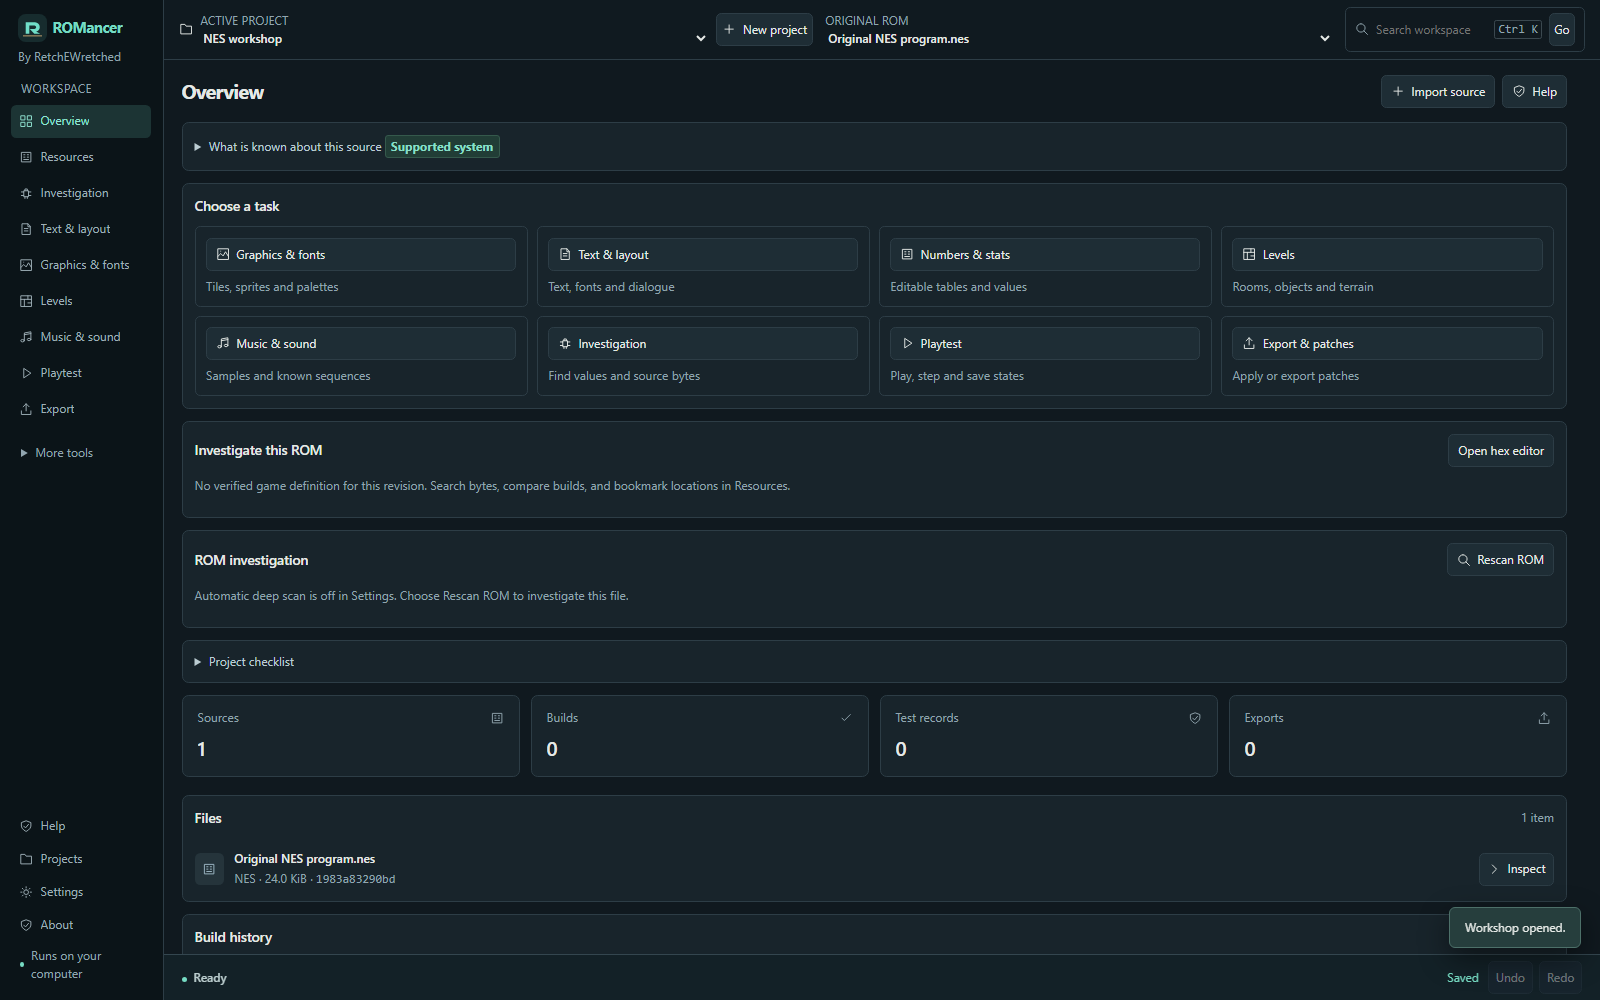 ROMancer
By RetchEWretched
WORKSPACE
Overview
Resources
Investigation
Text & layout
Graphics & fonts
Levels
Music & sound
Playtest
Export
More tools
Help
Projects
Settings
About
Runs on your
computer
ACTIVE PROJECT
NES workshop
New project
ORIGINAL ROM
Original NES program.nes
Search workspace
Ctrl K
Go
Overview
Import source
Help
What is known about this source Supported system
Choose a task
Graphics & fonts
Tiles, sprites and palettes
Text & layout
Text, fonts and dialogue
Numbers & stats
Editable tables and values
Levels
Rooms, objects and terrain
Music & sound
Samples and known sequences
Investigation
Find values and source bytes
Playtest
Play, step and save states
Export & patches
Apply or export patches
Investigate this ROM
Open hex editor
No verified game definition for this revision. Search bytes, compare builds, and bookmark locations in Resources.
ROM investigation
Rescan ROM
Automatic deep scan is off in Settings. Choose Rescan ROM to investigate this file.
Project checklist
Sources
1
Builds
0
Test records
0
Exports
0
Files
1 item
Original NES program.nes
NES · 24.0 KiB · 1983a83290bd
Inspect
Build history
Workshop opened.
Ready
Saved
Undo
Redo